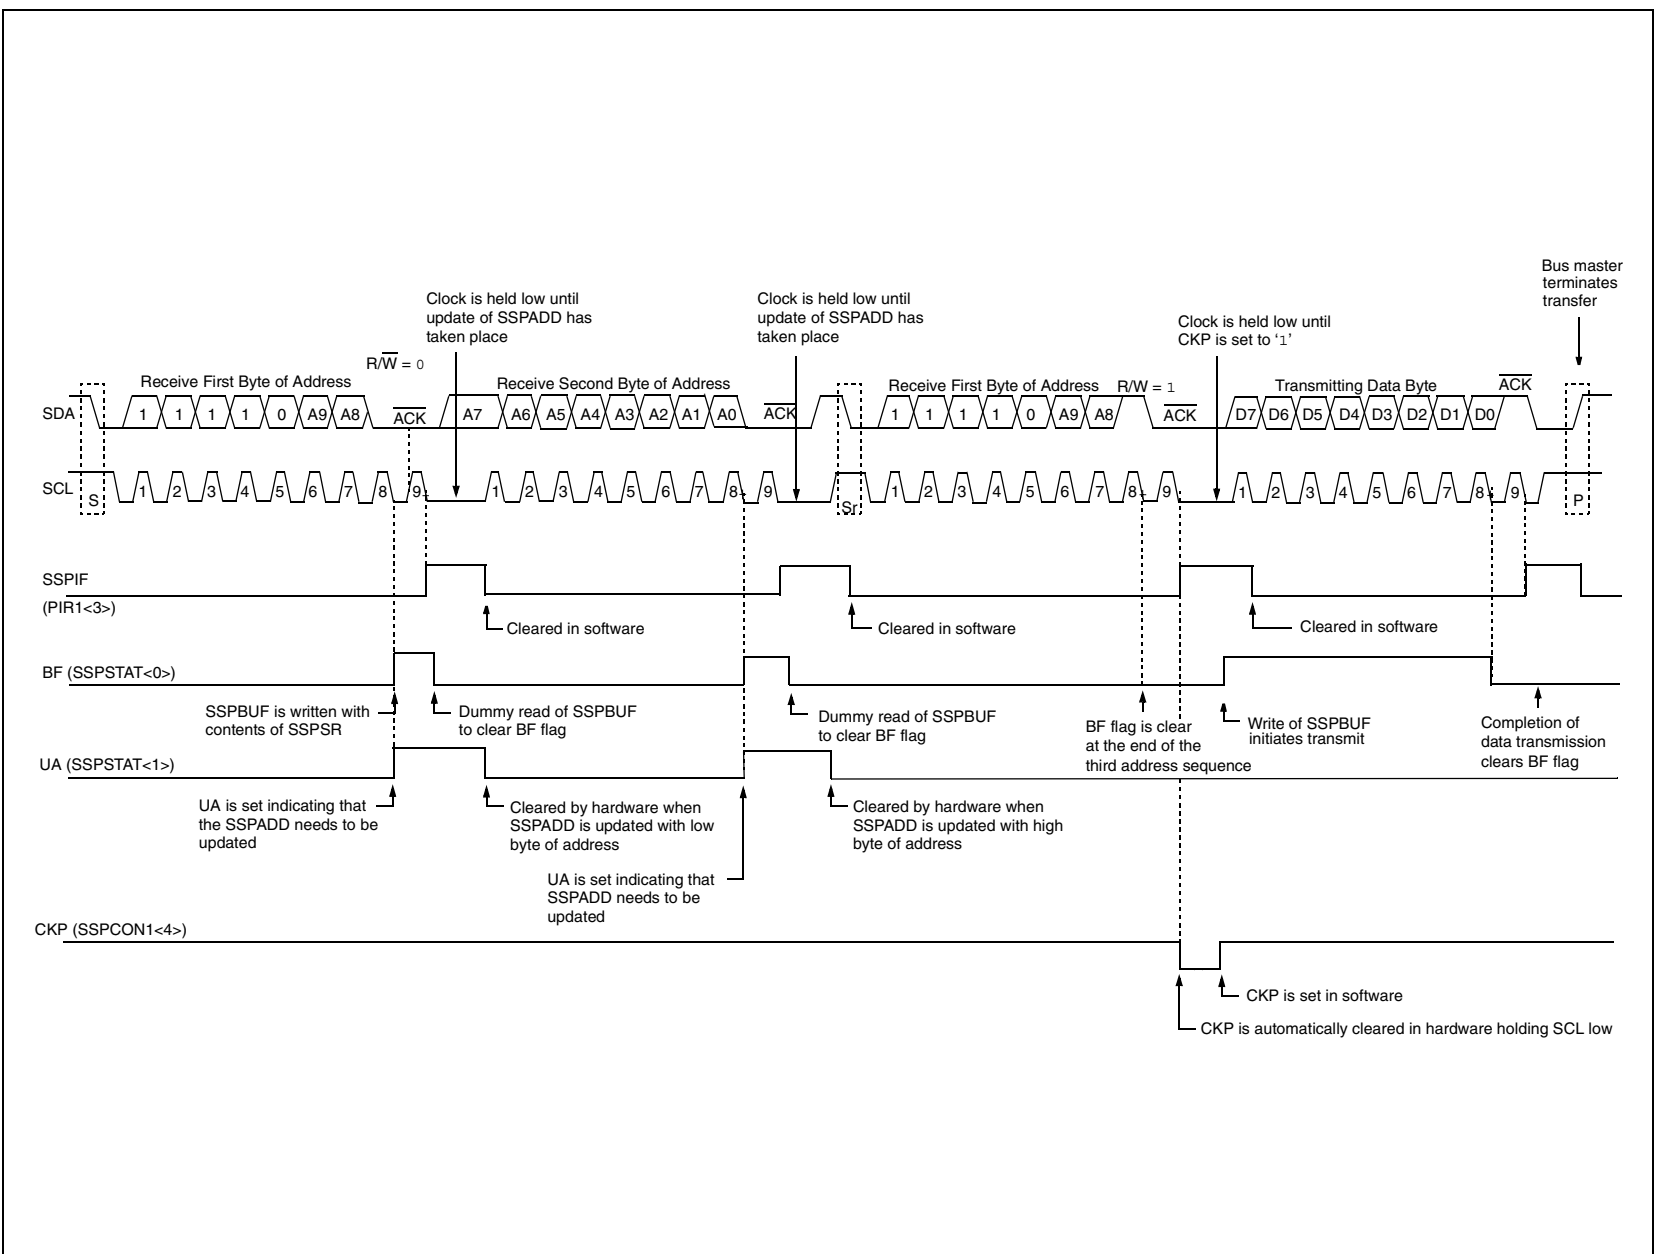 Bus master
terminates
transfer
Clock is held low until
update of SSPADD has
taken place
Clock is held low until
update of SSPADD has
taken place
Clock is held low until
CKP is set to ‘1’
R/W = 0
Receive First Byte of Address
Receive Second Byte of Address
Receive First Byte of Address
R/W = 1
Transmitting Data Byte
ACK
SDA
1 1 1 1 0 A9 A8
ACK
A7 A6 A5 A4 A3 A2 A1 A0
ACK
1 1 1 1 0 A9 A8
ACK
D7 D6 D5 D4 D3 D2 D1 D0
SCL
S
1 2 3 4 5 6 7 8 9
1 2 3 4 5 6 7 8 9
Sr
1 2 3 4 5 6 7 8 9
1 2 3 4 5 6 7 8 9
P
SSPIF
(PIR1<3>)
Cleared in software
Cleared in software
Cleared in software
BF (SSPSTAT<0>)
SSPBUF is written with
contents of SSPSR
Dummy read of SSPBUF
to clear BF flag
Dummy read of SSPBUF
to clear BF flag
BF flag is clear
at the end of the
third address sequence
Write of SSPBUF
initiates transmit
Completion of
data transmission
clears BF flag
UA (SSPSTAT<1>)
UA is set indicating that
the SSPADD needs to be
updated
Cleared by hardware when
SSPADD is updated with low
byte of address
UA is set indicating that
SSPADD needs to be
updated
Cleared by hardware when
SSPADD is updated with high
byte of address
CKP (SSPCON1<4>)
CKP is set in software
CKP is automatically cleared in hardware holding SCL low